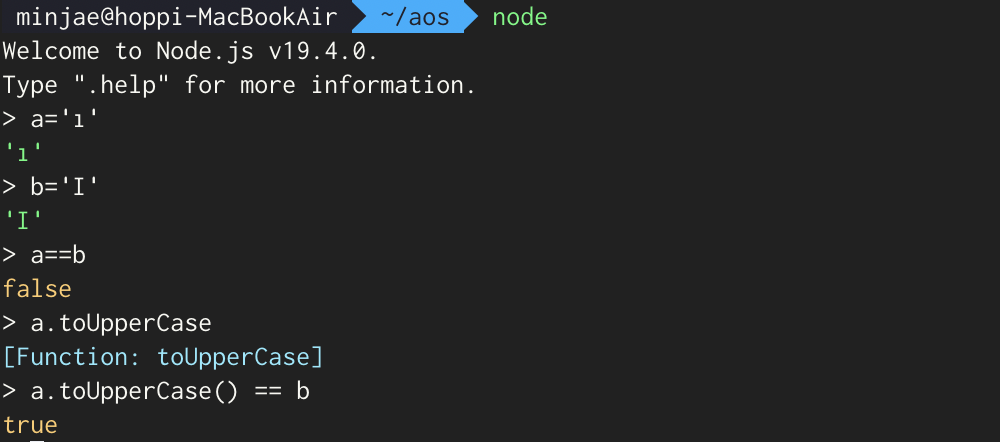 minjae@hoppi-MacBookAir ~/aos node
Welcome to Node.js v19.4.0.
Type ".help" for more information.
> a='ı'
'ı'
> b='I'
'I'
> a==b
false
> a.toUpperCase
[Function: toUpperCase]
> a.toUpperCase() == b
true